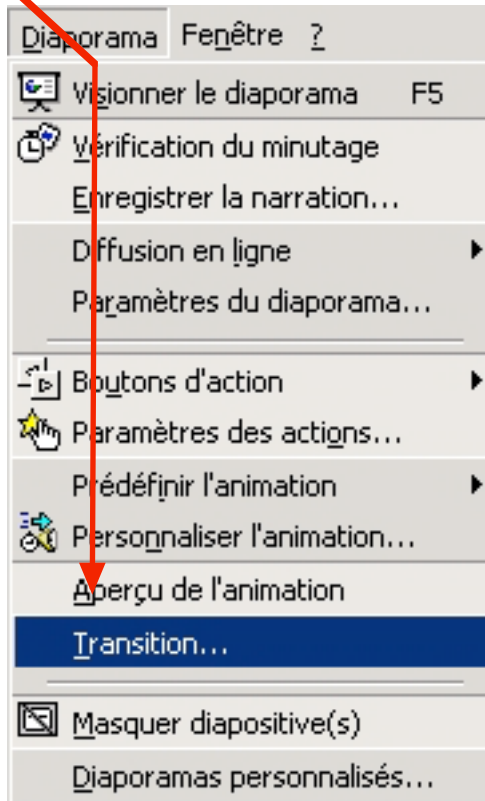 Diaporama Fenêtre ?
Visionner le diaporama F5
Vérification du minutage
Enregistrer la narration...
Diffusion en ligne
Paramètres du diaporama...
Boutons d'action
Paramètres des actions...
Prédéfinir l'animation
Personnaliser l'animation...
Aperçu de l'animation
Transition...
Masquer diapositive(s)
Diaporamas personnalisés...